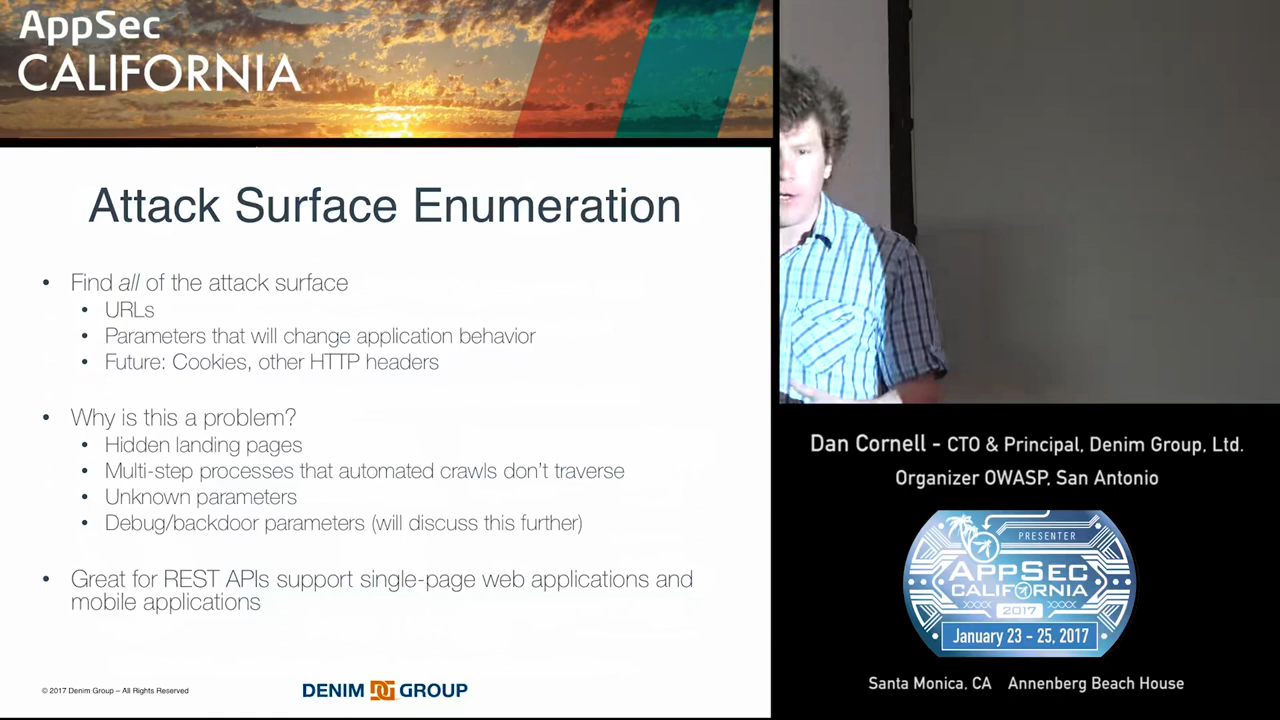 AppSec
CALIFORNIA
Attack Surface Enumeration
• Find all of the attack surface
• URLs
• Parameters that will change application behavior
• Future: Cookies, other HTTP headers
• Why is this a problem?
• Hidden landing pages
• Multi-step processes that automated crawls don't traverse
• Unknown parameters
• Debug/backdoor parameters (will discuss this further)
• Great for REST APIs support single-page web applications and
mobile applications
© 2017 Denim Group – All Rights Reserved
DENIM DG GROUP
Dan Cornell - CTO & Principal, Denim Group, Ltd.
Organizer OWASP, San Antonio
PRESENTER
APPSEC
CALIFORNIA
2017
January 23 - 25, 2017
Santa Monica, CA Annenberg Beach House